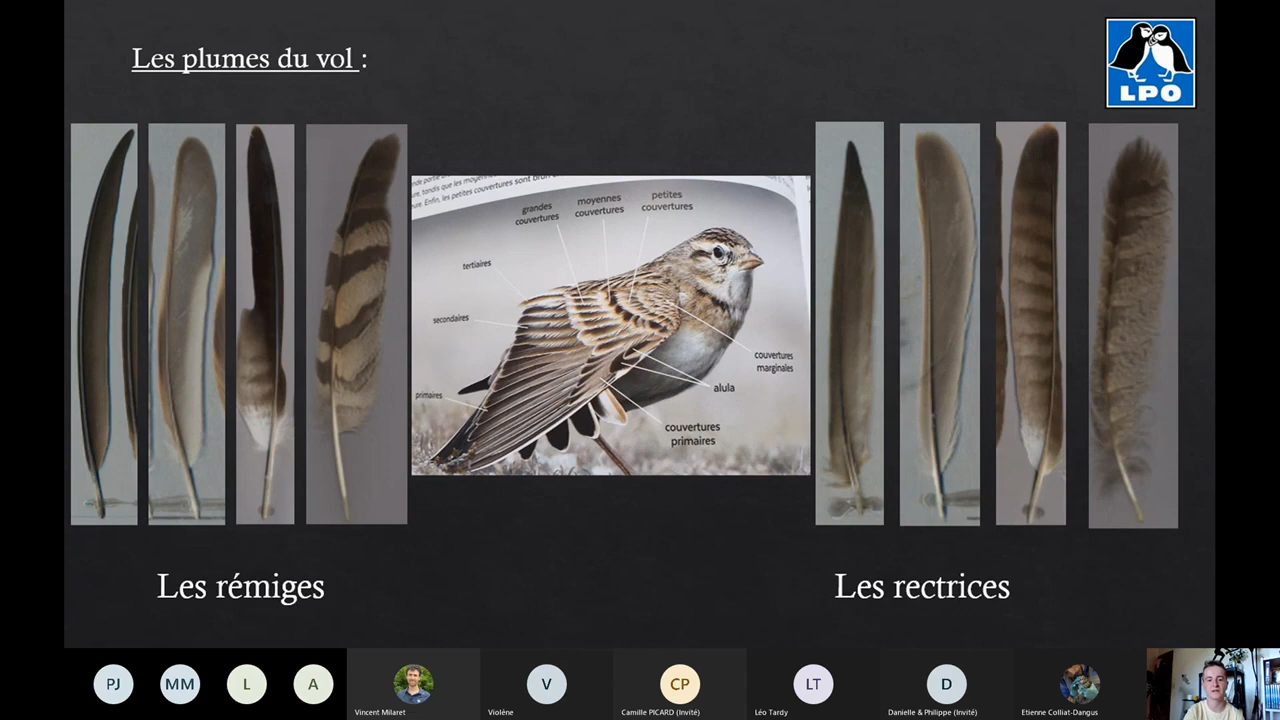 Les plumes du vol :
LPO
grandes
couvertures
moyennes
couvertures
petites
couvertures
tertiaires
secondaires
primaires
couvertures
marginales
alula
couvertures
primaires
Les rémiges
Les rectrices
PJ
MM
L
A
Vincent Milaret
V
Violène
CP
Camille PICARD (Invité)
LT
Léo Tardy
D
Danielle & Philippe (Invité)
Etienne Colliat-Dangus